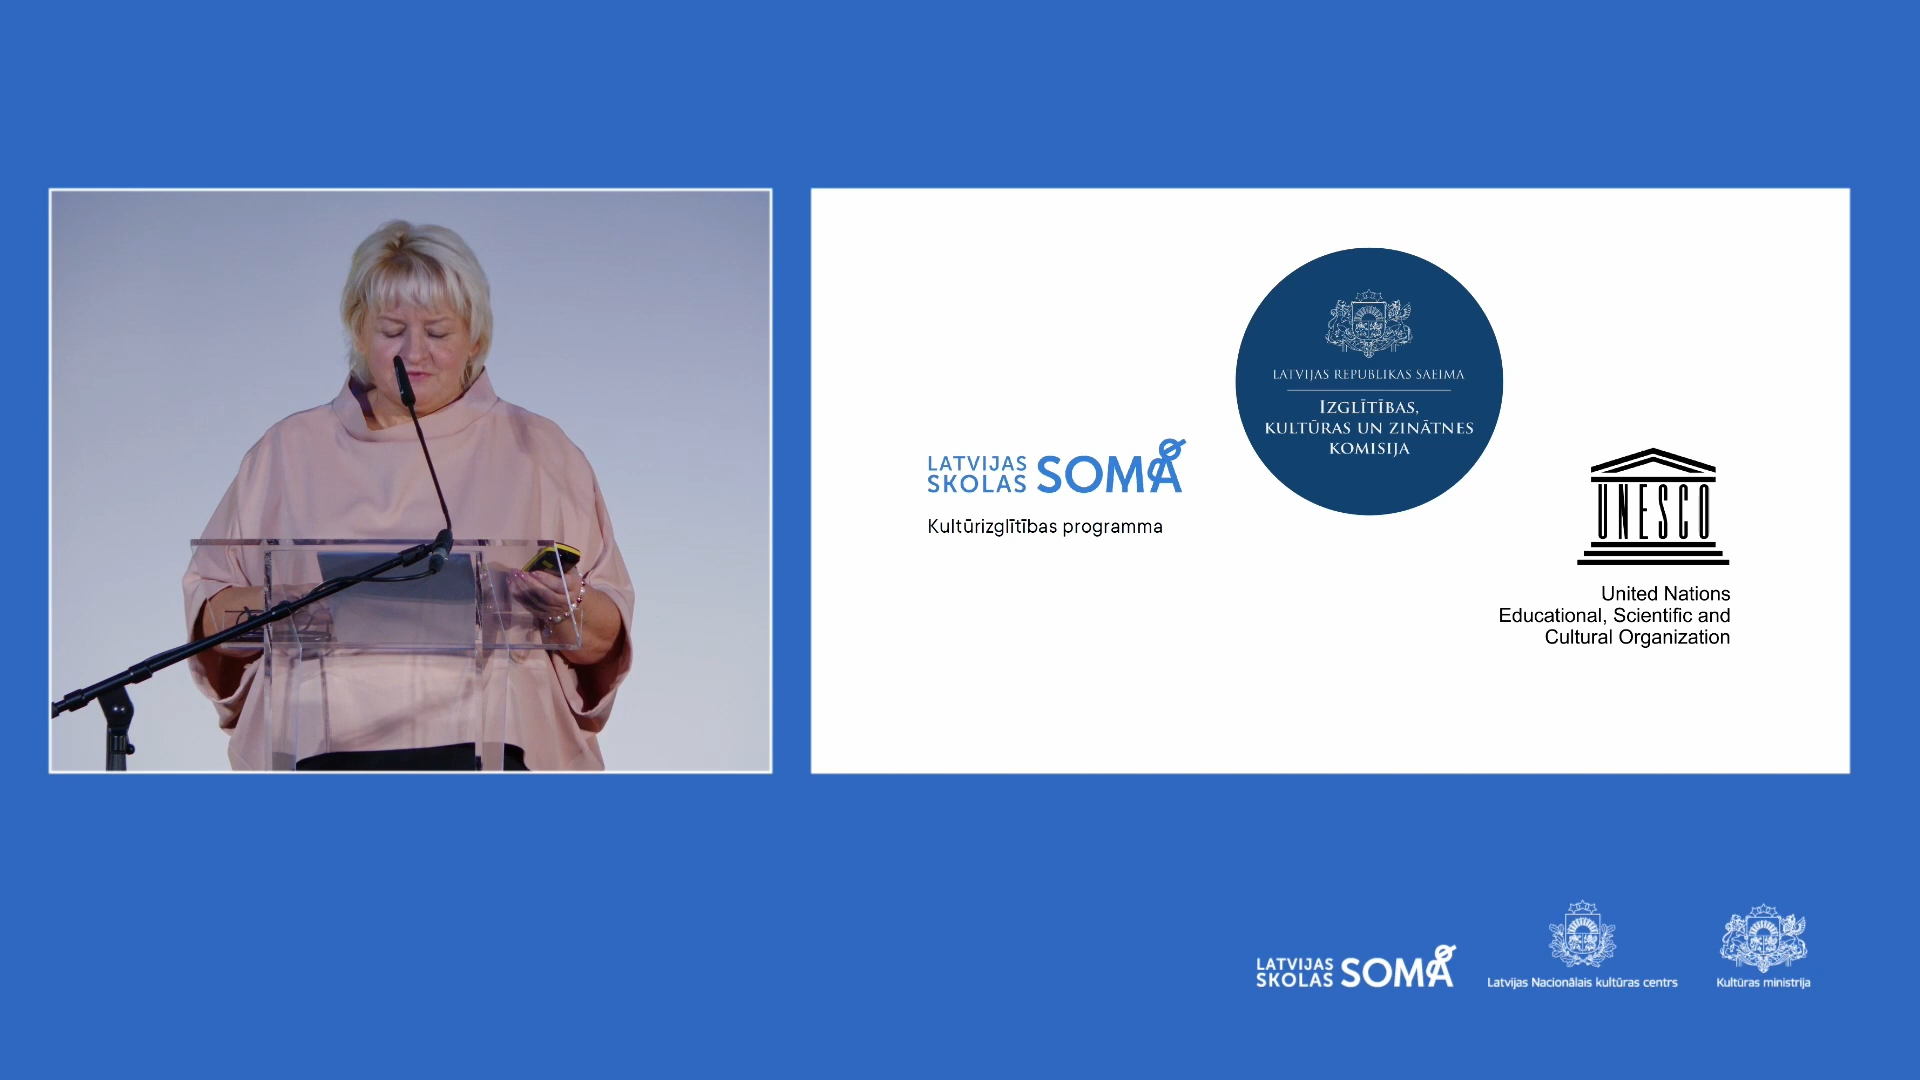 LATVIJAS REPUBLIKAS SAEIMA
IZGLĪTĪBAS,
KULTŪRAS UN ZINĀTNES
KOMISIJA
LATVIJAS
SKOLAS SOMA
Kultūrizglītības programma
UNESCO
United Nations
Educational, Scientific and
Cultural Organization
LATVIJAS
SKOLAS SOMA
Latvijas Nacionālais kultūras centrs
Kultūras ministrija